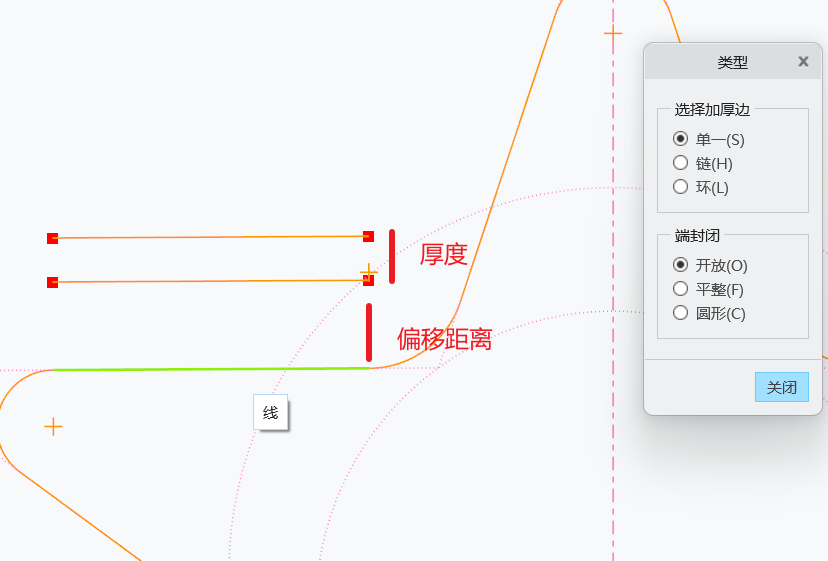 类型
选择加厚边
单一(S)
链(H)
环(L)
端封闭
开放(O)
平整(F)
圆形(C)
关闭
厚度
偏移距离
线